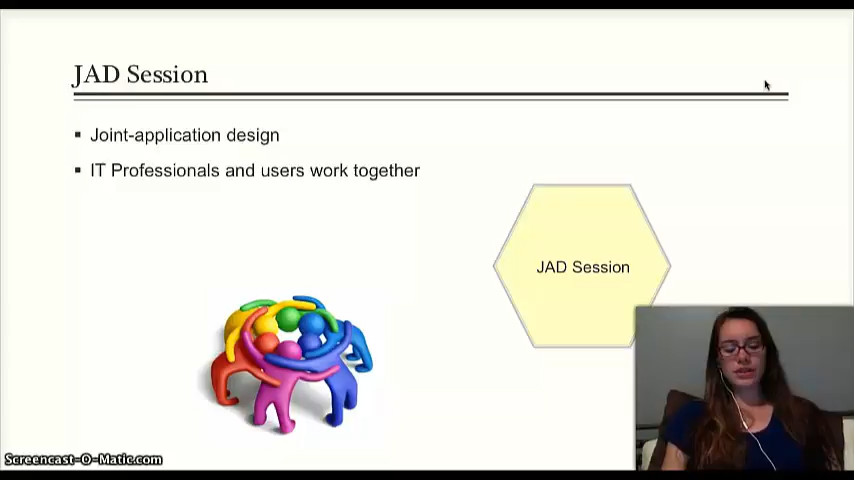 JAD Session
Joint-application design
IT Professionals and users work together
JAD Session
Screencast-O-Matic.com